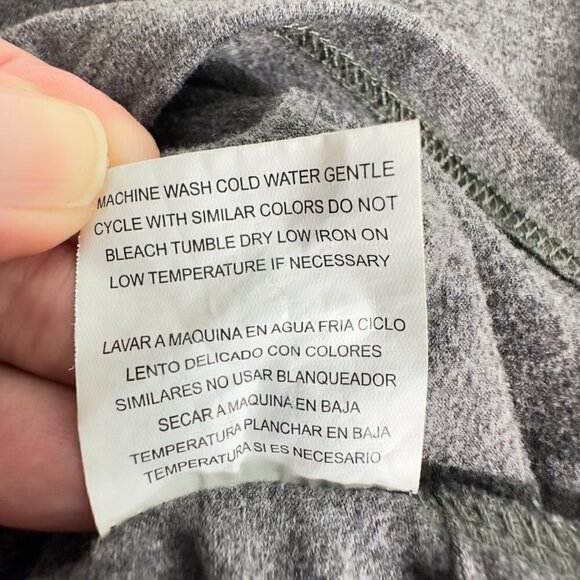 MACHINE WASH COLD WATER GENTLE
CYCLE WITH SIMILAR COLORS DO NOT
BLEACH TUMBLE DRY LOW IRON ON
LOW TEMPERATURE IF NECESSARY
LAVAR A MAQUINA EN AGUA FRIA CICLO
LENTO DELICADO CON COLORES
SIMILARES NO USAR BLANQUEADOR
SECAR A MAQUINA EN BAJA
TEMPERATURA PLANCHAR EN BAJA
TEMPERATURA SI ES NECESARIO